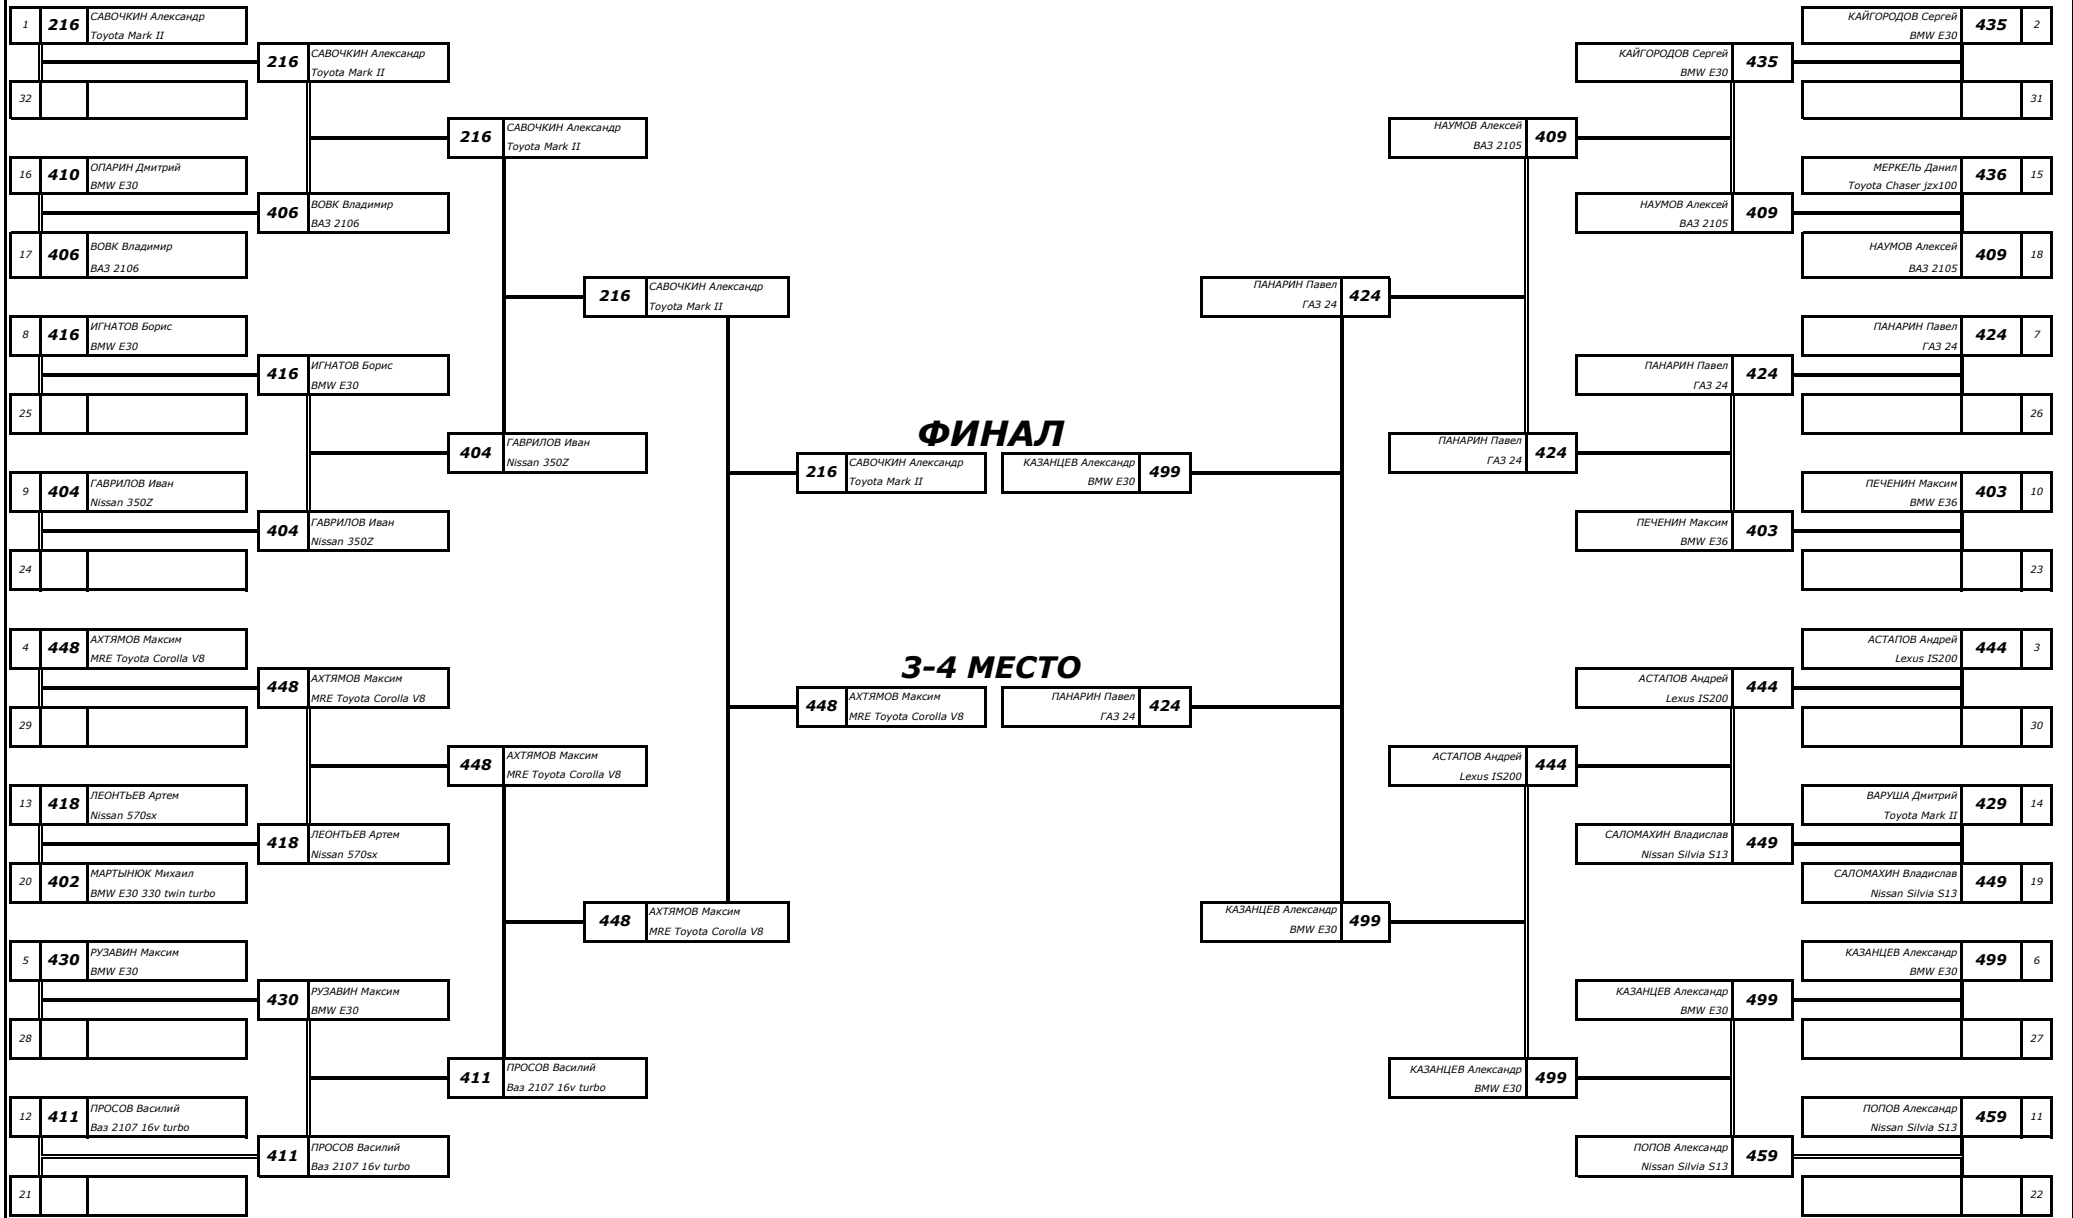 1 216 САВОЧКИН Александр
Toyota Mark II
32
16 410 ОПАРИН Дмитрий
BMW E30
17 406 ВОВК Владимир
ВАЗ 2106
8 416 ИГНАТОВ Борис
BMW E30
25
9 404 ГАВРИЛОВ Иван
Nissan 350Z
24
4 448 АХТЯМОВ Максим
MRE Toyota Corolla V8
29
13 418 ЛЕОНТЬЕВ Артем
Nissan 570sx
20 402 МАРТЫНЮК Михаил
BMW E30 330 twin turbo
5 430 РУЗАВИН Максим
BMW E30
28
12 411 ПРОСОВ Василий
Ваз 2107 16v turbo
21
216 САВОЧКИН Александр
Toyota Mark II
406 ВОВК Владимир
ВАЗ 2106
416 ИГНАТОВ Борис
BMW E30
404 ГАВРИЛОВ Иван
Nissan 350Z
448 АХТЯМОВ Максим
MRE Toyota Corolla V8
418 ЛЕОНТЬЕВ Артем
Nissan 570sx
430 РУЗАВИН Максим
BMW E30
411 ПРОСОВ Василий
Ваз 2107 16v turbo
216 САВОЧКИН Александр
Toyota Mark II
404 ГАВРИЛОВ Иван
Nissan 350Z
448 АХТЯМОВ Максим
MRE Toyota Corolla V8
411 ПРОСОВ Василий
Ваз 2107 16v turbo
216 САВОЧКИН Александр
Toyota Mark II
448 АХТЯМОВ Максим
MRE Toyota Corolla V8
ФИНАЛ
216 САВОЧКИН Александр
Toyota Mark II
КАЗАНЦЕВ Александр 499
BMW E30
3-4 МЕСТО
448 АХТЯМОВ Максим
MRE Toyota Corolla V8
ПАНАРИН Павел 424
ГАЗ 24
ПАНАРИН Павел 424
ГАЗ 24
КАЗАНЦЕВ Александр 499
BMW E30
НАУМОВ Алексей 409
ВАЗ 2105
ПАНАРИН Павел 424
ГАЗ 24
АСТАПОВ Андрей 444
Lexus IS200
КАЗАНЦЕВ Александр 499
BMW E30
КАЙГОРОДОВ Сергей 435
BMW E30
НАУМОВ Алексей 409
ВАЗ 2105
ПАНАРИН Павел 424
ГАЗ 24
ПЕЧЕНИН Максим 403
BMW E36
АСТАПОВ Андрей 444
Lexus IS200
САЛОМАХИН Владислав 449
Nissan Silvia S13
КАЗАНЦЕВ Александр 499
BMW E30
ПОПОВ Александр 459
Nissan Silvia S13
КАЙГОРОДОВ Сергей 435 2
BMW E30
31
МЕРКЕЛЬ Данил 436 15
Toyota Chaser jzx100
НАУМОВ Алексей 409 18
ВАЗ 2105
ПАНАРИН Павел 424 7
ГАЗ 24
26
ПЕЧЕНИН Максим 403 10
BMW E36
23
АСТАПОВ Андрей 444 3
Lexus IS200
30
ВАРУША Дмитрий 429 14
Toyota Mark II
САЛОМАХИН Владислав 449 19
Nissan Silvia S13
КАЗАНЦЕВ Александр 499 6
BMW E30
27
ПОПОВ Александр 459 11
Nissan Silvia S13
22